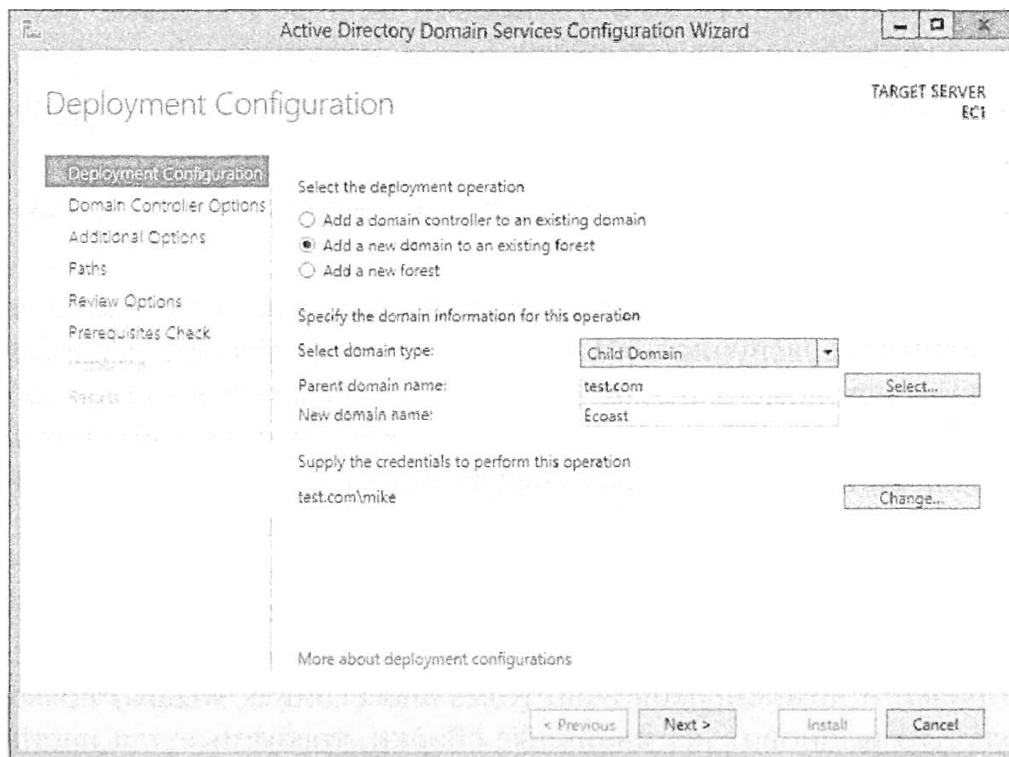 Active Directory Domain Services Configuration Wizard
Deployment Configuration
TARGET SERVER
EC1
Deployment Configuration
Domain Controller Options
Additional Options
Paths
Review Options
Prerequisites Check
Select the deployment operation
Add a domain controller to an existing domain
Add a new domain to an existing forest
Add a new forest
Specify the domain information for this operation
Select domain type:
Child Domain
Parent domain name:
test.com
Select...
New domain name:
Ecoast
Supply the credentials to perform this operation
test.com\mike
Change...
More about deployment configurations
< Previous
Next >
Install
Cancel